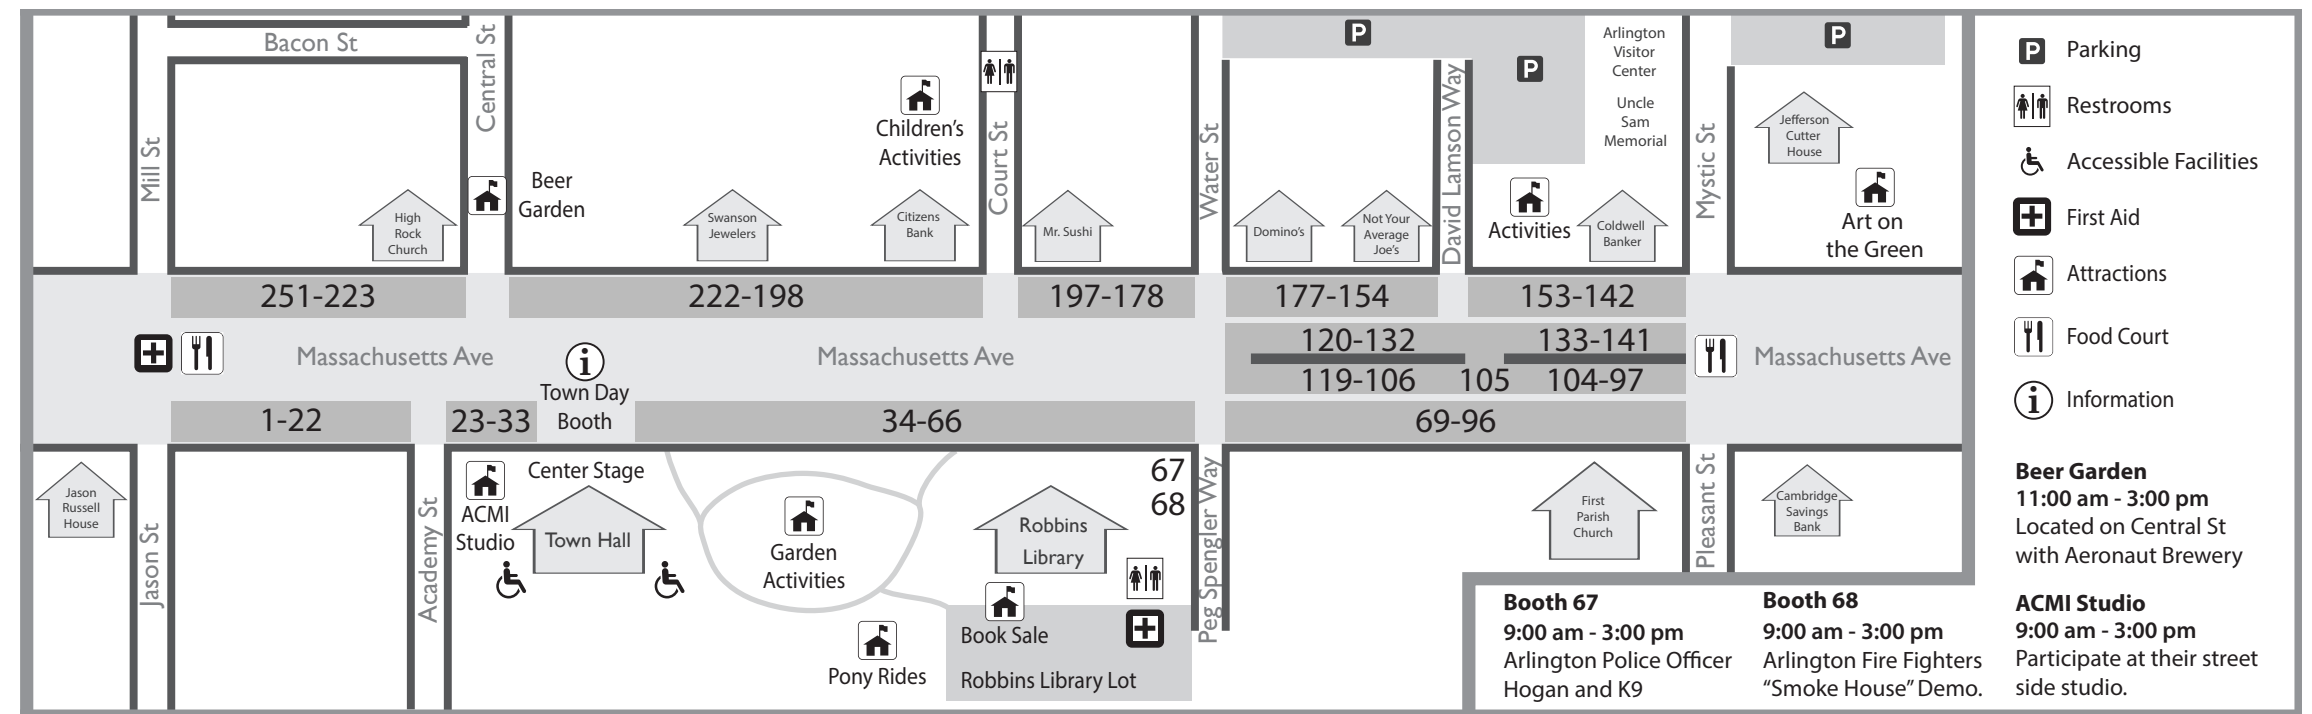 Bacon St
Mill St
Central St
Court St
Water St
David Lamson Way
Mystic St
P
P
P
Arlington
Visitor
Center
Uncle
Sam
Memorial
Children's
Activities
Beer
Garden
High
Rock
Church
Swanson
Jewelers
Citizens
Bank
Mr. Sushi
Domino's
Not Your
Average
Joe's
Activities
Coldwell
Banker
Jefferson
Cutter
House
Art on
the Green
251-223
222-198
197-178
177-154
153-142
120-132
133-141
Massachusetts Ave
Massachusetts Ave
Massachusetts Ave
i
Town Day
Booth
119-106
105
104-97
1-22
23-33
34-66
69-96
Jason
Russell
House
Jason St
Academy St
ACMI
Studio
Center Stage
Town Hall
Garden
Activities
Robbins
Library
67
68
Peg Spengler Way
Book Sale
Pony Rides
Robbins Library Lot
First
Parish
Church
Pleasant St
Cambridge
Savings
Bank
P
Parking
Restrooms
Accessible Facilities
First Aid
Attractions
Food Court
i
Information
Beer Garden
11:00 am - 3:00 pm
Located on Central St
with Aeronaut Brewery
ACMI Studio
9:00 am - 3:00 pm
Participate at their street
side studio.
Booth 67
9:00 am - 3:00 pm
Arlington Police Officer
Hogan and K9
Booth 68
9:00 am - 3:00 pm
Arlington Fire Fighters
“Smoke House” Demo.